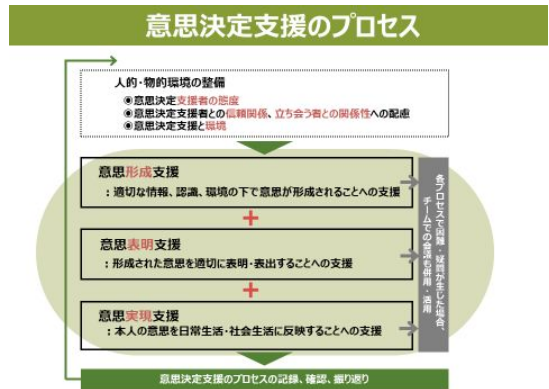 意思決定支援のプロセス
人的・物的環境の整備
◉意思決定支援者の態度
◉意思決定支援者との信頼関係、立ち会う者との関係性への配慮
◉意思決定支援と環境
意思形成支援
：適切な情報、認識、環境の下で意思が形成されることへの支援
+
意思表明支援
：形成された意思を適切に表明・表出することへの支援
+
意思実現支援
：本人の意思を日常生活・社会生活に反映することへの支援
各プロセスで困難・疑問が生じた場合、
チームでの会議も併用・活用
意思決定支援のプロセスの記録、確認、振り返り